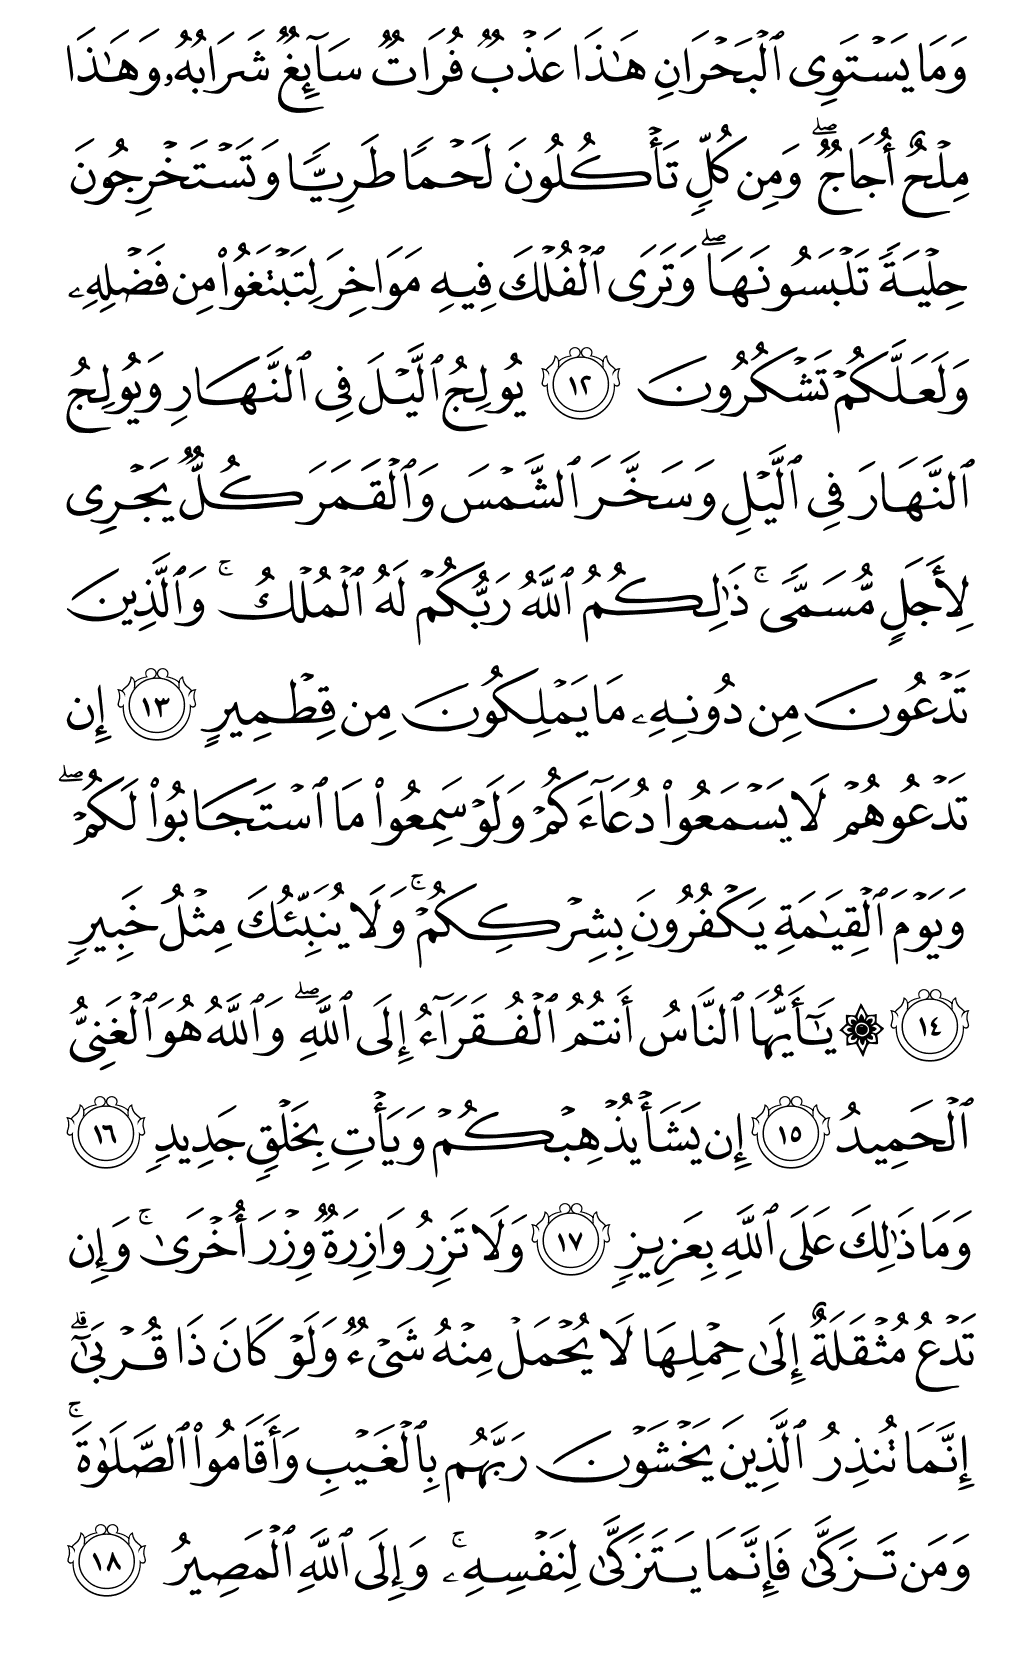 وَمَا يَسۡتَوِى ٱلۡبَحۡرَانِ هَـٰذَا عَذۡبٞ فُرَاتٞ سَآئِغٞ شَرَابُهُۥ وَهَـٰذَا
مِلۡحٌ أُجَاجٞۖ وَمِن كُلّٖ تَأۡكُلُونَ لَحۡمٗا طَرِيّٗا وَتَسۡتَخۡرِجُونَ
حِلۡيَةٗ تَلۡبَسُونَهَاۖ وَتَرَى ٱلۡفُلۡكَ فِيهِ مَوَاخِرَ لِتَبۡتَغُواْ مِن فَضۡلِهِۦ
وَلَعَلَّكُمۡ تَشۡكُرُونَ ١٢ يُولِجُ ٱلَّيۡلَ فِى ٱلنَّهَارِ وَيُولِجُ
ٱلنَّهَارَ فِى ٱلَّيۡلِ وَسَخَّرَ ٱلشَّمۡسَ وَٱلۡقَمَرَ كُلّٞ يَجۡرِى
لِأَجَلٖ مُّسَمّٗىۚ ذَٰلِكُمُ ٱللَّهُ رَبُّكُمۡ لَهُ ٱلۡمُلۡكُۚ وَٱلَّذِينَ
تَدۡعُونَ مِن دُونِهِۦ مَا يَمۡلِكُونَ مِن قِطۡمِيرٍ ١٣ إِن
تَدۡعُوهُمۡ لَا يَسۡمَعُواْ دُعَآءَكُمۡ وَلَوۡ سَمِعُواْ مَا ٱسۡتَجَابُواْ لَكُمۡۖ
وَيَوۡمَ ٱلۡقِيَـٰمَةِ يَكۡفُرُونَ بِشِرۡكِكُمۡۚ وَلَا يُنَبِّئُكَ مِثۡلُ خَبِيرٖ
١٤ ۞ يَـٰٓأَيُّهَا ٱلنَّاسُ أَنتُمُ ٱلۡفُقَرَآءُ إِلَى ٱللَّهِۖ وَٱللَّهُ هُوَ ٱلۡغَنِىُّ
ٱلۡحَمِيدُ ١٥ إِن يَشَأۡ يُذۡهِبۡكُمۡ وَيَأۡتِ بِخَلۡقٖ جَدِيدٖ ١٦
وَمَا ذَٰلِكَ عَلَى ٱللَّهِ بِعَزِيزٖ ١٧ وَلَا تَزِرُ وَازِرَةٞ وِزۡرَ أُخۡرَىٰۚ وَإِن
تَدۡعُ مُثۡقَلَةٌ إِلَىٰ حِمۡلِهَا لَا يُحۡمَلۡ مِنۡهُ شَىۡءٞ وَلَوۡ كَانَ ذَا قُرۡبَىٰٓۗ
إِنَّمَا تُنذِرُ ٱلَّذِينَ يَخۡشَوۡنَ رَبَّهُم بِٱلۡغَيۡبِ وَأَقَامُواْ ٱلصَّلَوٰةَۚ
وَمَن تَزَكَّىٰ فَإِنَّمَا يَتَزَكَّىٰ لِنَفۡسِهِۦۚ وَإِلَى ٱللَّهِ ٱلۡمَصِيرُ ١٨